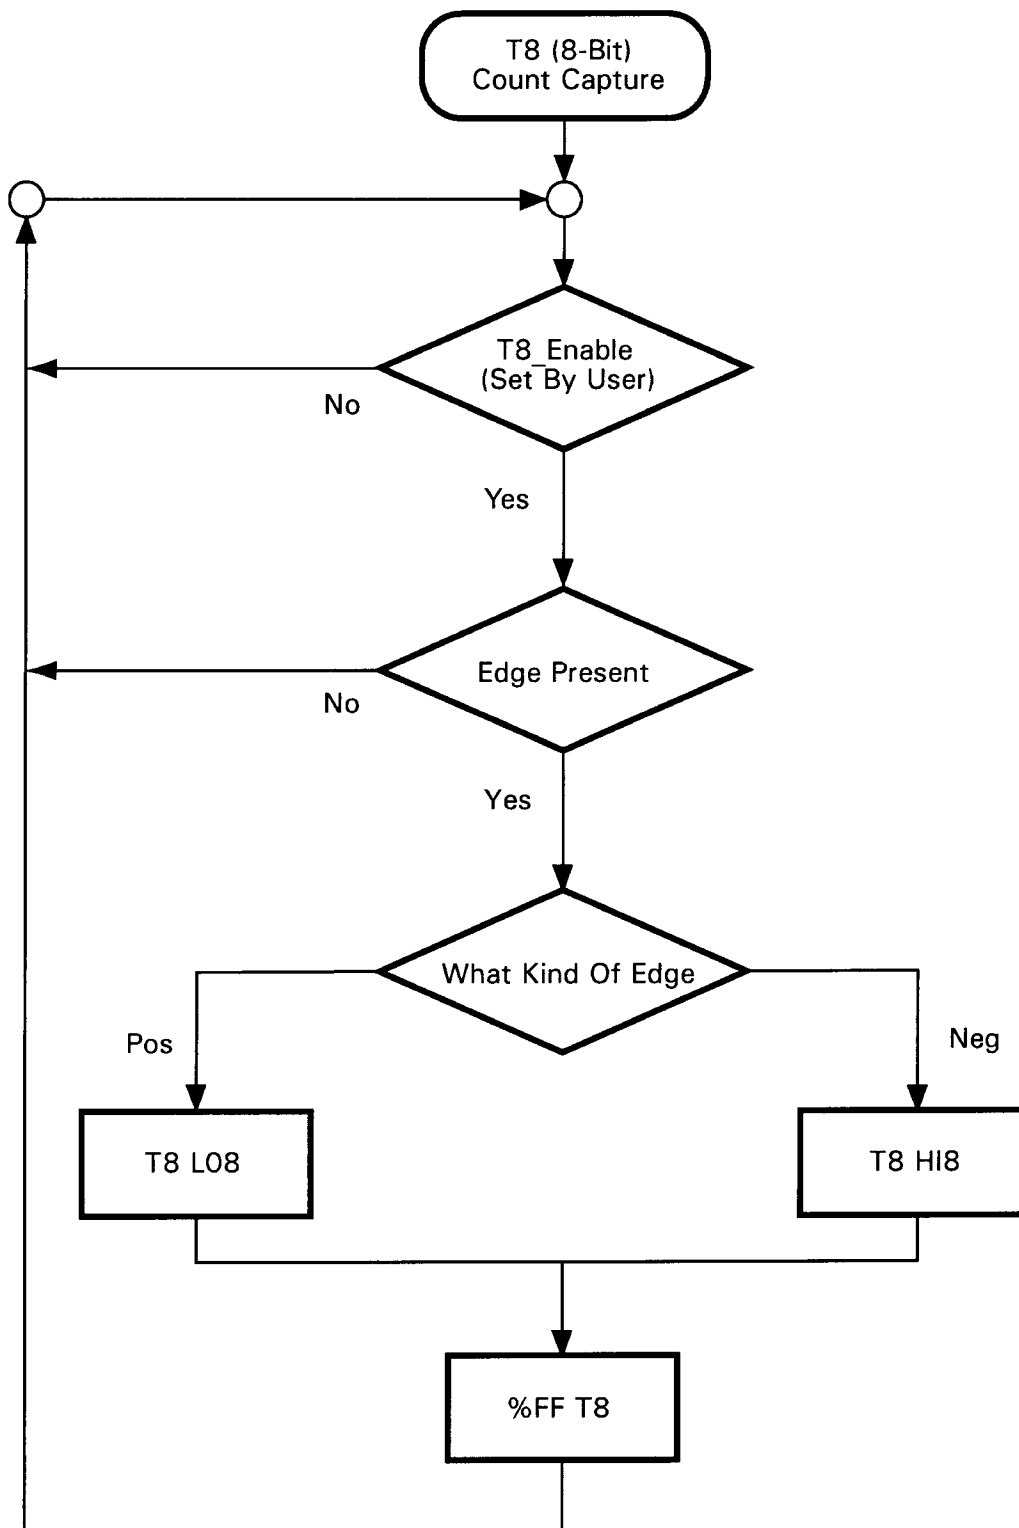 T8 (8-Bit)
Count Capture
T8_Enable
(Set By User)
No
Yes
Edge Present
No
Yes
What Kind Of Edge
Pos
Neg
T8 LO8
T8 HI8
%FF T8